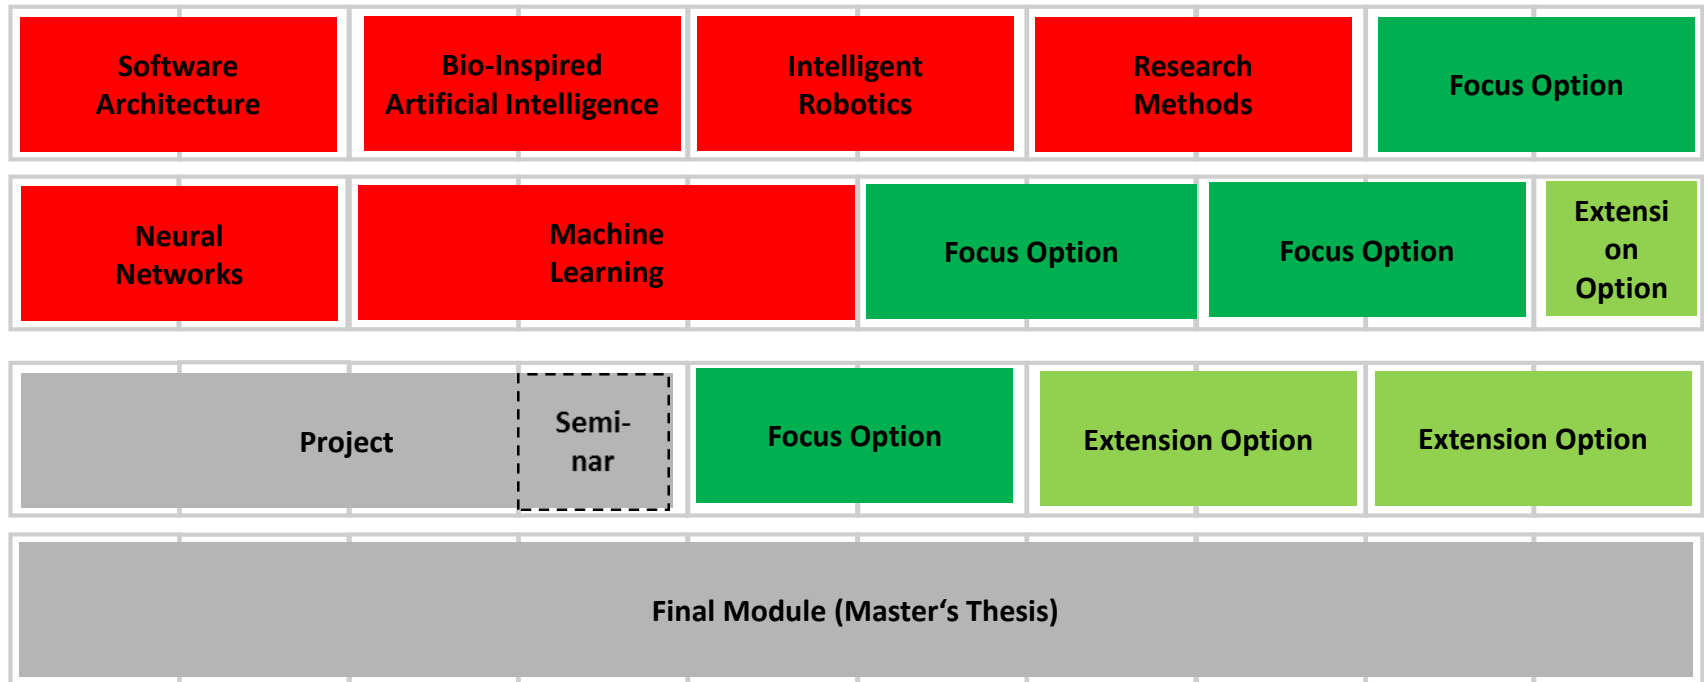 Software
Architecture
Bio-Inspired
Artificial Intelligence
Intelligent
Robotics
Research
Methods
Focus Option
Neural
Networks
Machine
Learning
Focus Option
Focus Option
Extensi
on
Option
Project
Semi-
nar
Focus Option
Extension Option
Extension Option
Final Module (Master‘s Thesis)